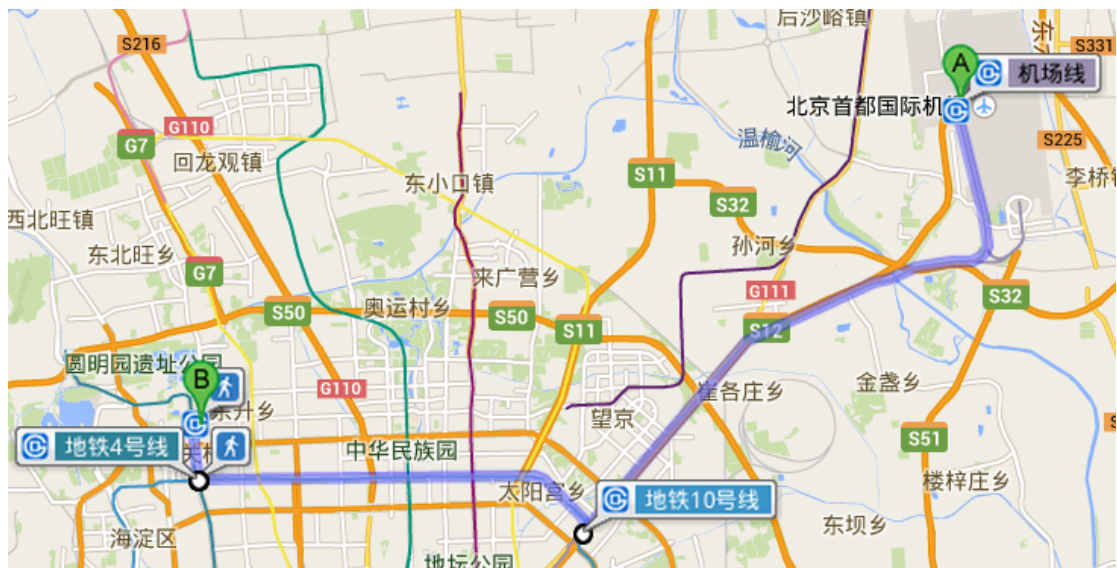 后沙峪镇
S216
S331
A
机场线
北京首都国际机
G110
G7
温榆河
S225
回龙观镇
S11
李桥镇
东小口镇
S32
西北旺镇
孙河乡
东北旺乡
G7
来广营乡
G111
S32
奥运村乡
S50
S50
S11
S12
圆明园遗址公园
B
G110
崔各庄乡
金盏乡
东升乡
望京
S51
地铁4号线
中华民族园
太阳宫乡
楼梓庄乡
地铁10号线
东坝乡
海淀区
地坛公园